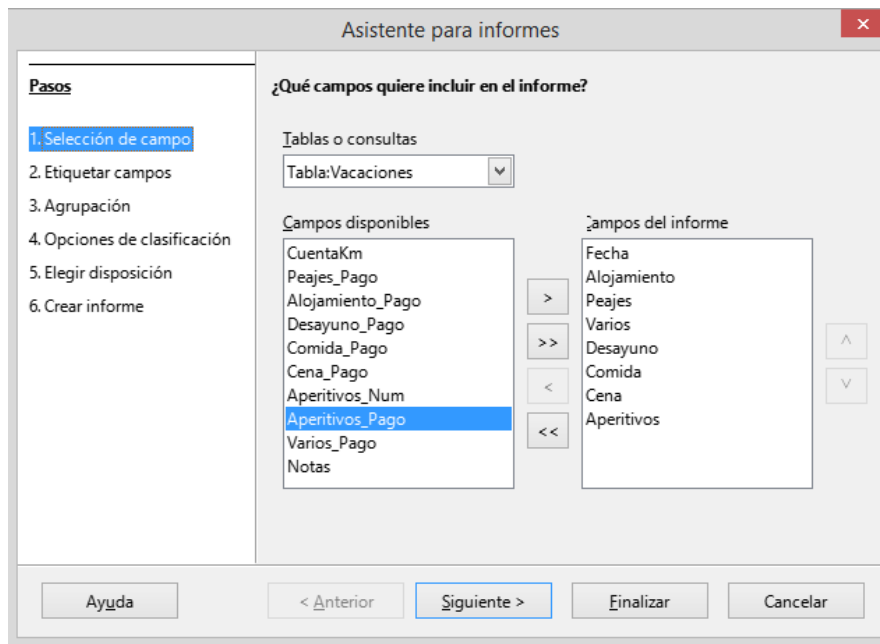 Asistente para informes
Pasos
1. Selección de campo
2. Etiquetar campos
3. Agrupación
4. Opciones de clasificación
5. Elegir disposición
6. Crear informe
¿Qué campos quiere incluir en el informe?
Tablas o consultas
Tabla:Vacaciones
Campos disponibles
CuentaKm
Peajes_Pago
Alojamiento_Pago
Desayuno_Pago
Comida_Pago
Cena_Pago
Aperitivos_Num
Aperitivos_Pago
Varios_Pago
Notas
>
>>
<
<<
Campos del informe
Fecha
Alojamiento
Peajes
Varios
Desayuno
Comida
Cena
Aperitivos
Ayuda
< Anterior
Siguiente >
Finalizar
Cancelar